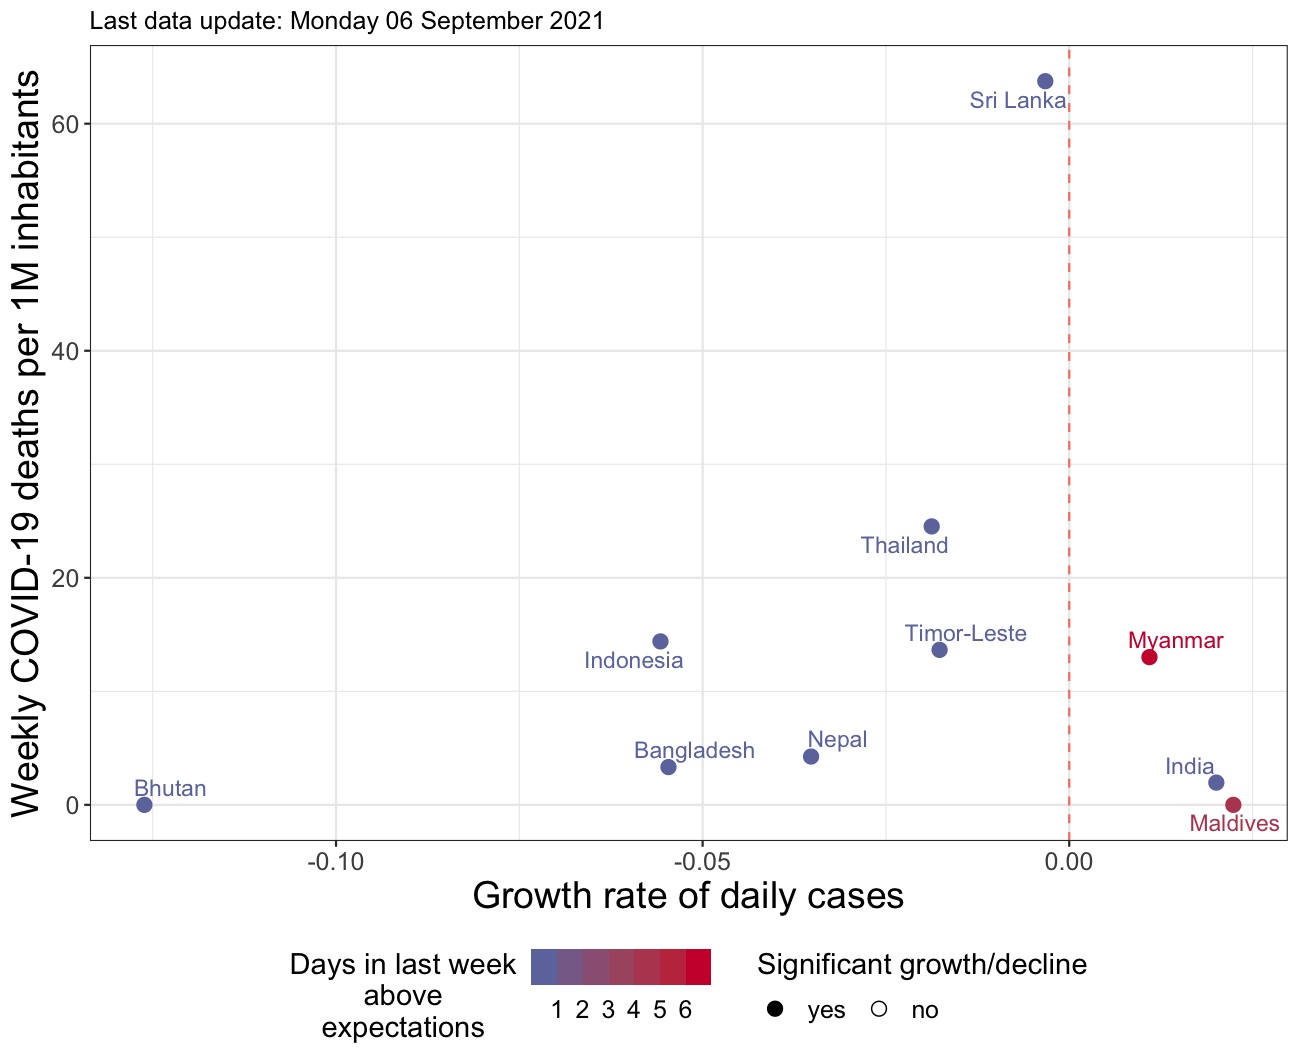 Last data update: Monday 06 September 2021
Weekly COVID-19 deaths per 1M inhabitants
60
40
20
0
Sri Lanka
Thailand
Timor-Leste
Myanmar
Indonesia
Nepal
Bangladesh
India
Bhutan
Maldives
-0.10 -0.05 0.00
Growth rate of daily cases
Days in last week
above
expectations
1 2 3 4 5 6
Significant growth/decline
yes no